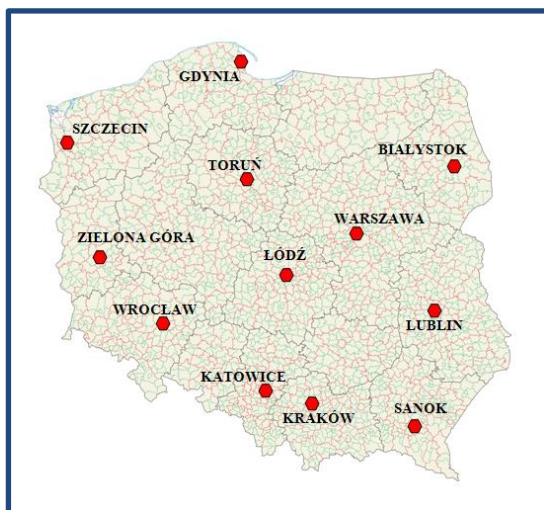 GDYNIA
SZCZECIN
BIAŁYSTOK
TORUŃ
WARSZAWA
ZIELONA GÓRA
ŁÓDŹ
WROCŁAW
LUBLIN
KATOWICE
SANOK
KRAKÓW